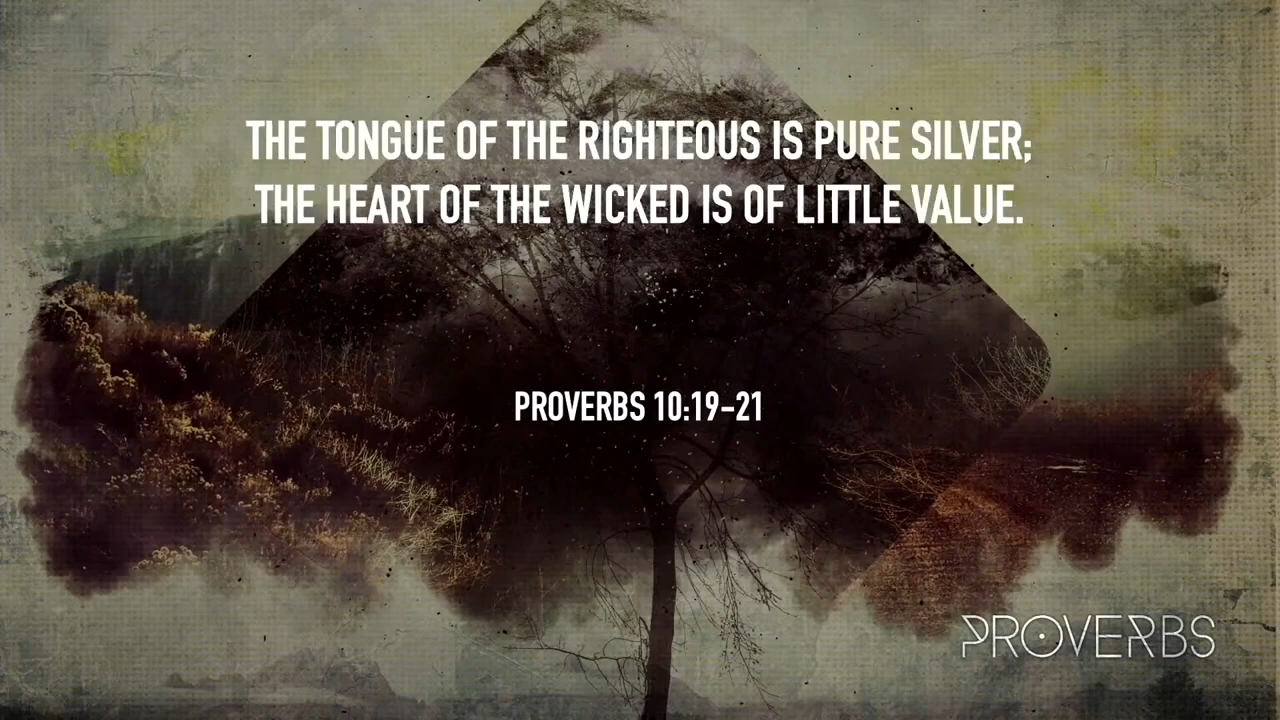 THE TONGUE OF THE RIGHTEOUS IS PURE SILVER;
THE HEART OF THE WICKED IS OF LITTLE VALUE.
PROVERBS 10:19-21
PROVERBS